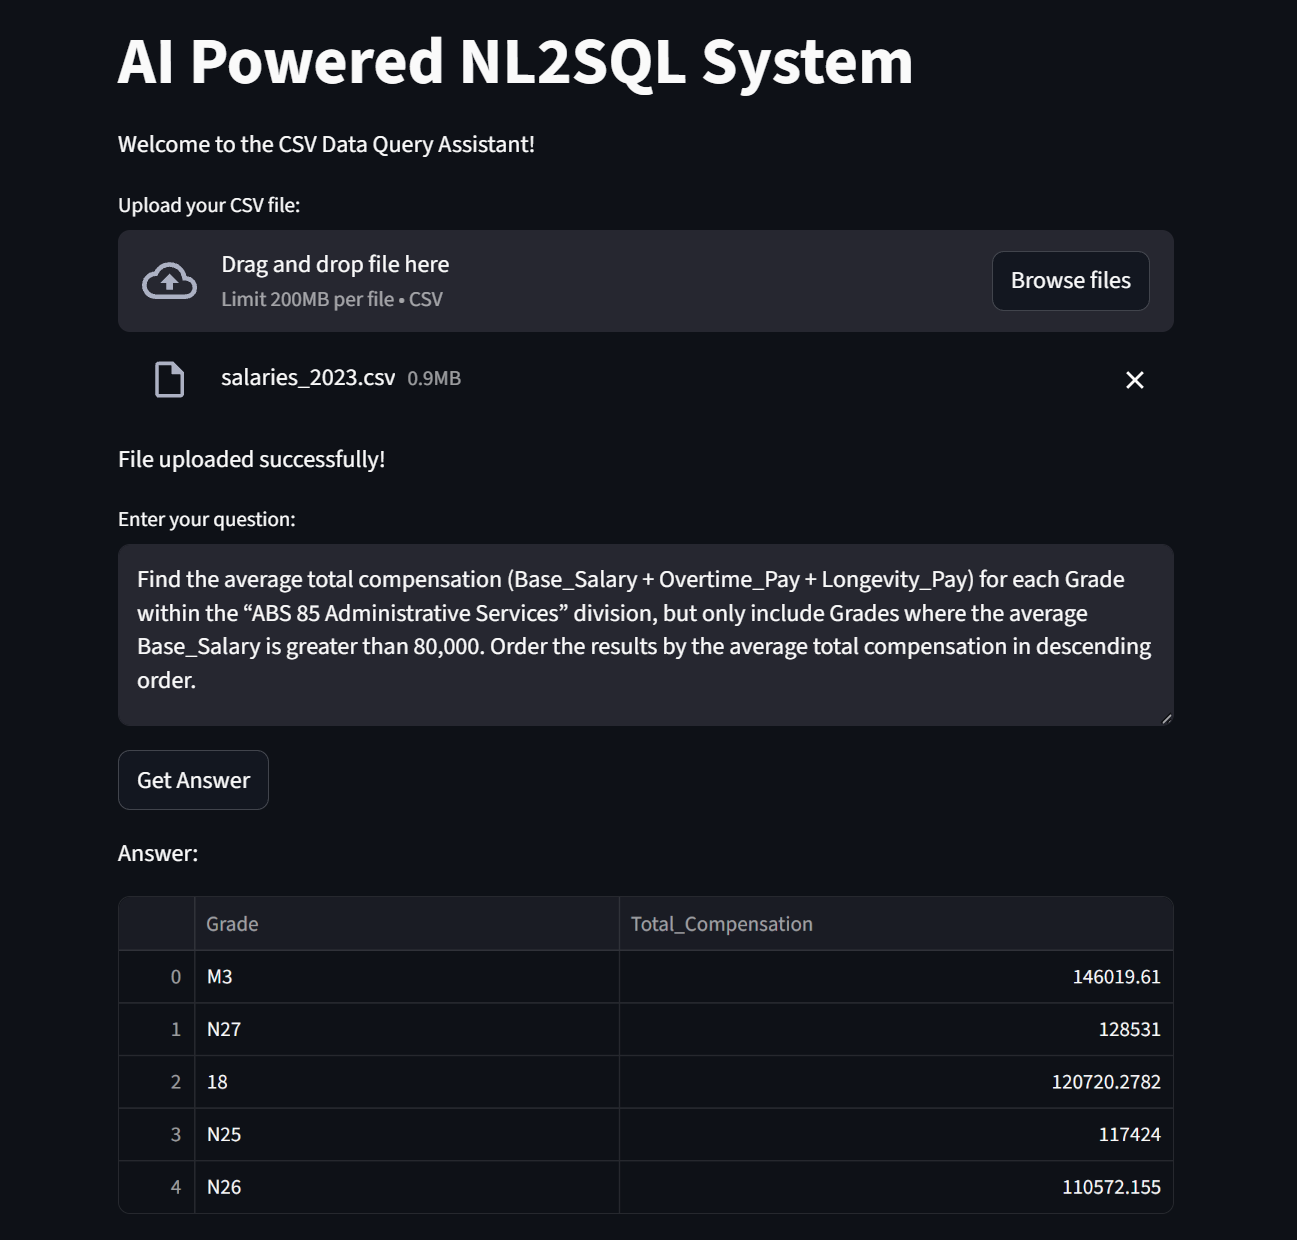 AI Powered NL2SQL System
Welcome to the CSV Data Query Assistant!
Upload your CSV file:
Drag and drop file here
Limit 200MB per file • CSV
Browse files
salaries_2023.csv 0.9MB
File uploaded successfully!
Enter your question:
Find the average total compensation (Base_Salary + Overtime_Pay + Longevity_Pay) for each Grade
within the “ABS 85 Administrative Services” division, but only include Grades where the average
Base_Salary is greater than 80,000. Order the results by the average total compensation in descending
order.
Get Answer
Answer:
Grade Total_Compensation
0 M3 146019.61
1 N27 128531
2 18 120720.2782
3 N25 117424
4 N26 110572.155